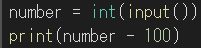 number = int(input())
print(number - 100)